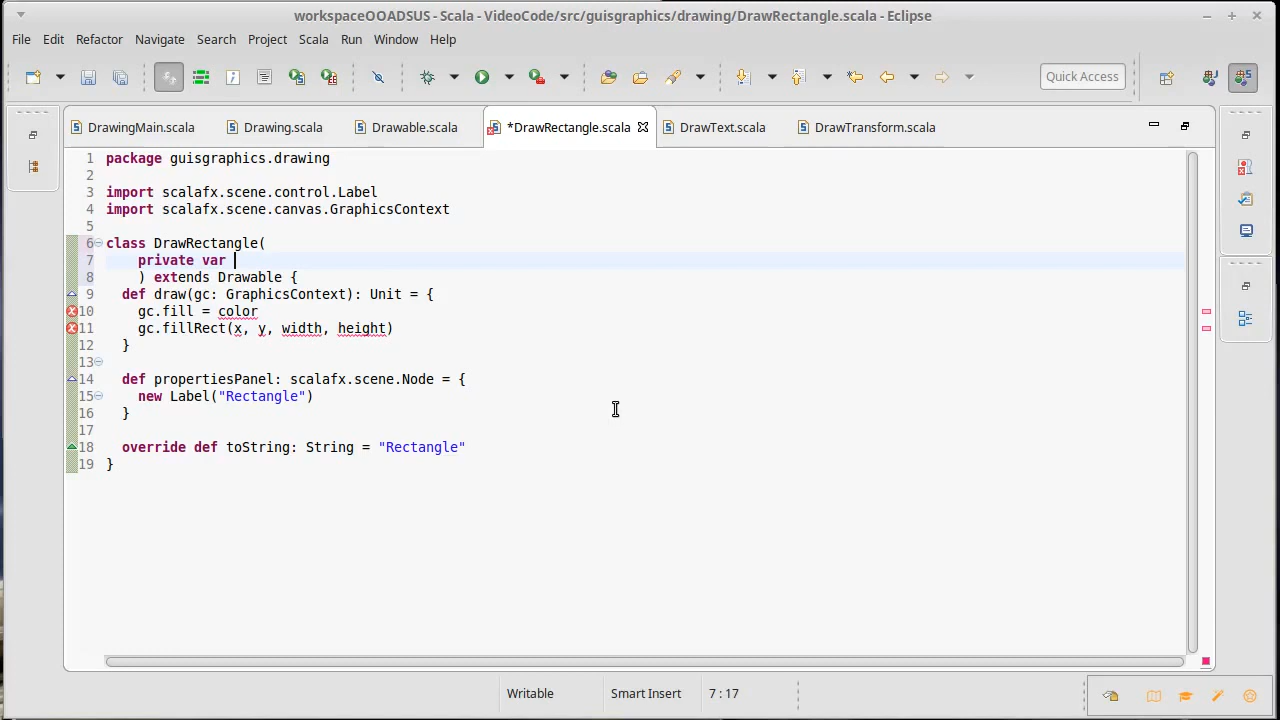 workspaceOOADSUS - Scala - VideoCode/src/guisgraphics/drawing/DrawRectangle.scala - Eclipse
File Edit Refactor Navigate Search Project Scala Run Window Help
Quick Access
DrawingMain.scala Drawing.scala Drawable.scala *DrawRectangle.scala DrawText.scala DrawTransform.scala
1 package guisgraphics.drawing
2
3 import scalafx.scene.control.Label
4 import scalafx.scene.canvas.GraphicsContext
5
6 class DrawRectangle(
7     private var
8     ) extends Drawable {
9   def draw(gc: GraphicsContext): Unit = {
10     gc.fill = color
11     gc.fillRect(x, y, width, height)
12   }
13
14   def propertiesPanel: scalafx.scene.Node = {
15     new Label("Rectangle")
16   }
17
18   override def toString: String = "Rectangle"
19 }
Writable Smart Insert 7 : 17